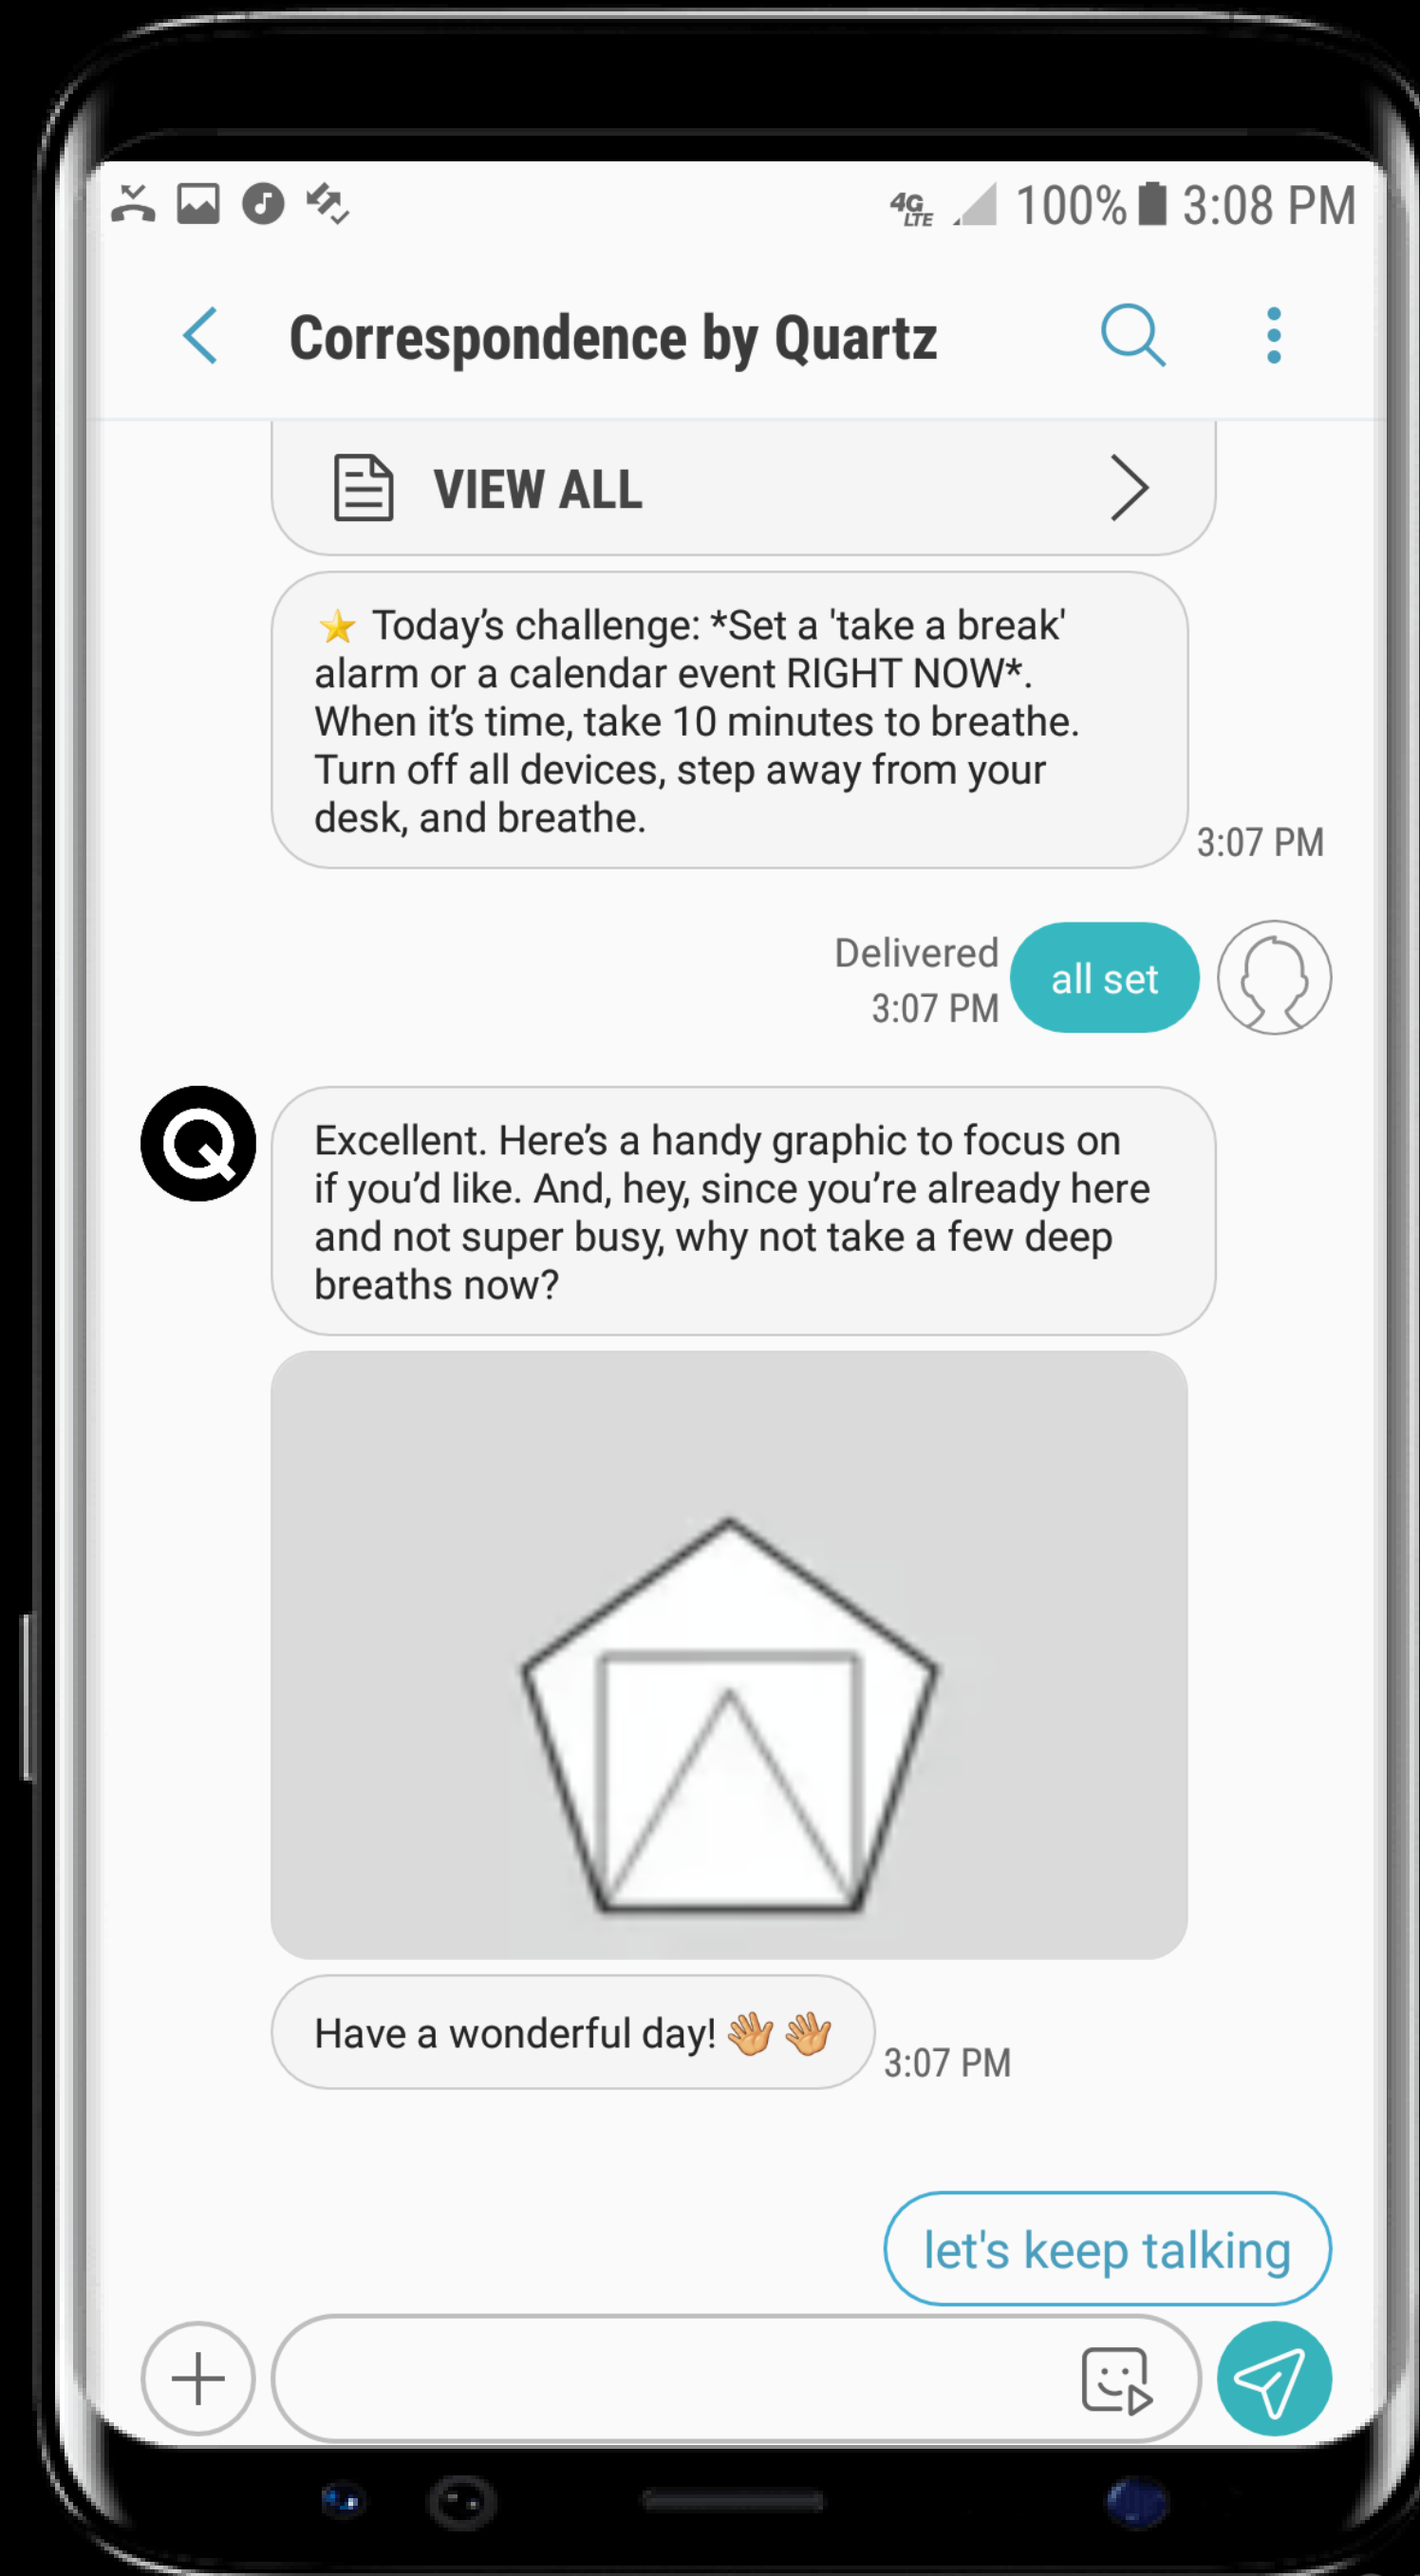 4G LTE 100% 3:08 PM
Correspondence by Quartz
VIEW ALL
⭐ Today’s challenge: *Set a 'take a break'
alarm or a calendar event RIGHT NOW*.
When it’s time, take 10 minutes to breathe.
Turn off all devices, step away from your
desk, and breathe.
3:07 PM
Delivered
3:07 PM
all set
Q
Excellent. Here’s a handy graphic to focus on
if you’d like. And, hey, since you’re already here
and not super busy, why not take a few deep
breaths now?
Have a wonderful day! 👋 👋
3:07 PM
let's keep talking